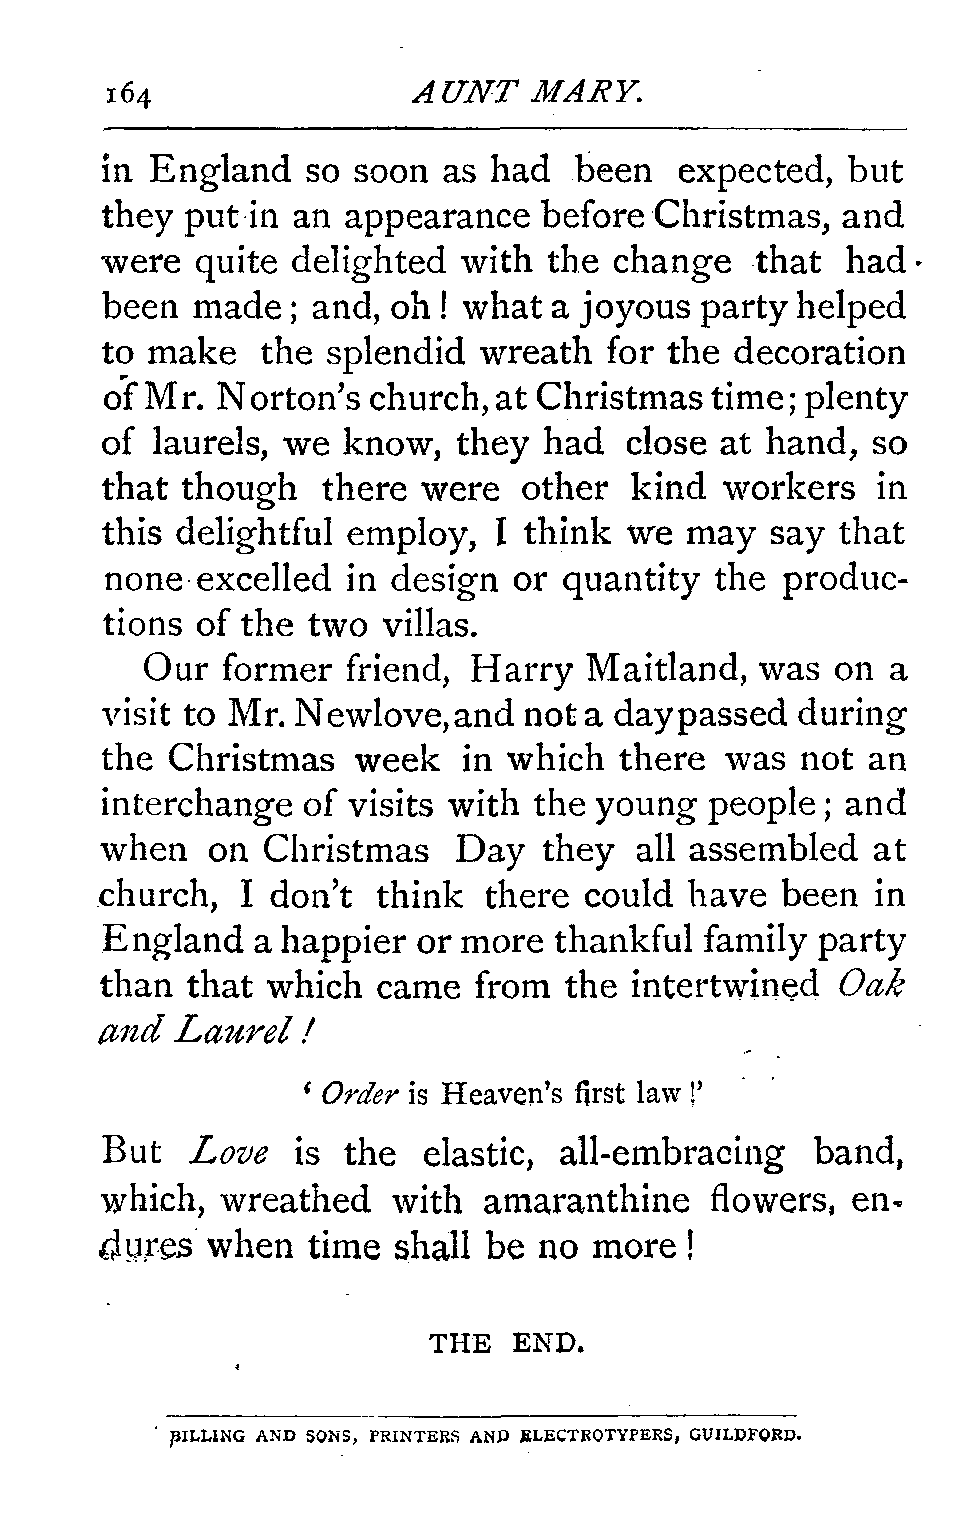 164 AUNT MARY.
in England so soon as had been expected, but
they put in an appearance before Christmas, and
were quite delighted with the change that had
been made; and, oh! what a joyous party helped
to make the splendid wreath for the decoration
of Mr. Norton's church, at Christmas time; plenty
of laurels, we know, they had close at hand, so
that though there were other kind workers in
this delightful employ, I think we may say that
none excelled in design or quantity the produc-
tions of the two villas.
Our former friend, Harry Maitland, was on a
visit to Mr. Newlove, and not a day passed during
the Christmas week in which there was not an
interchange of visits with the young people; and
when on Christmas Day they all assembled at
church, I don't think there could have been in
England a happier or more thankful family party
than that which came from the intertwined Oak
and Laurel!
' Order is Heaven's first law!'
But Love is the elastic, all-embracing band,
which, wreathed with amaranthine flowers, en-
dures when time shall be no more!
THE END.
BILLING AND SONS, PRINTERS AND ELECTROTYPERS, GUILDFORD.